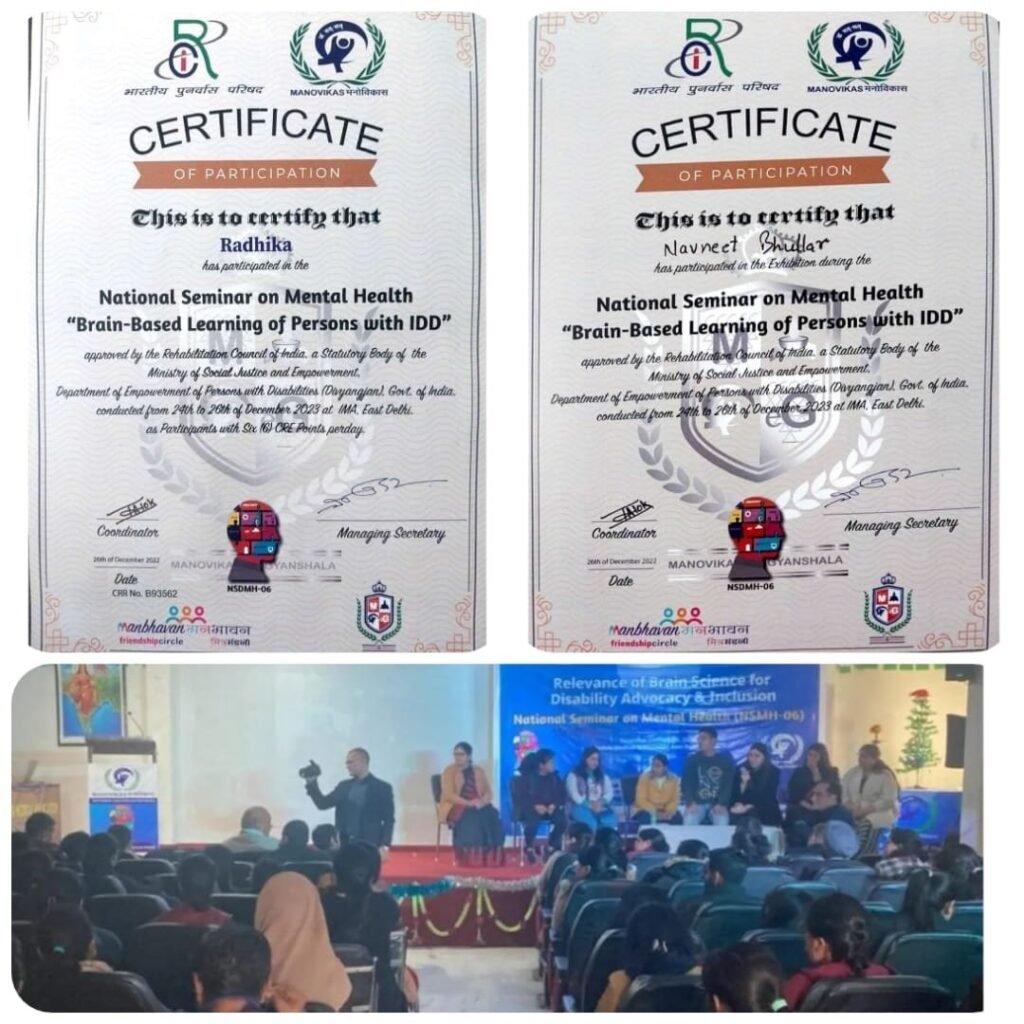 भारतीय पुनर्वास परिषद
MANOVIKAS मनोविकास
CERTIFICATE
OF PARTICIPATION
This is to certify that
Radhika
has participated in the
National Seminar on Mental Health
“Brain-Based Learning of Persons with IDD”
approved by the Rehabilitation Council of India, a Statutory Body of the
Ministry of Social Justice and Empowerment,
Department of Empowerment of Persons with Disabilities (Divyangjan), Govt. of India,
conducted from 24th to 26th of December 2023 at IMA, East Delhi.
as Participants with Six (6) CRE Points perday.
Coordinator
Managing Secretary
26th of December 2022
Date
CRR No. B93562
MANOVIKA GYANSHALA
NSDMH-06
Manbhavan मनभावन
friendshipcircle मित्रमंडली
भारतीय पुनर्वास परिषद
MANOVIKAS मनोविकास
CERTIFICATE
OF PARTICIPATION
This is to certify that
Navneet Bhullar
has participated in the Exhibition during the
National Seminar on Mental Health
“Brain-Based Learning of Persons with IDD”
approved by the Rehabilitation Council of India, a Statutory Body of the
Ministry of Social Justice and Empowerment,
Department of Empowerment of Persons with Disabilities (Divyangjan), Govt. of India,
conducted from 24th to 26th of December 2023 at IMA, East Delhi.
Coordinator
Managing Secretary
26th of December 2022
Date
MANOVIKA GYANSHALA
NSDMH-06
Manbhavan मनभावन
friendshipcircle मित्रमंडली
Relevance of Brain Science for
Disability Advocacy & Inclusion
National Seminar on Mental Health (NSMH-06)